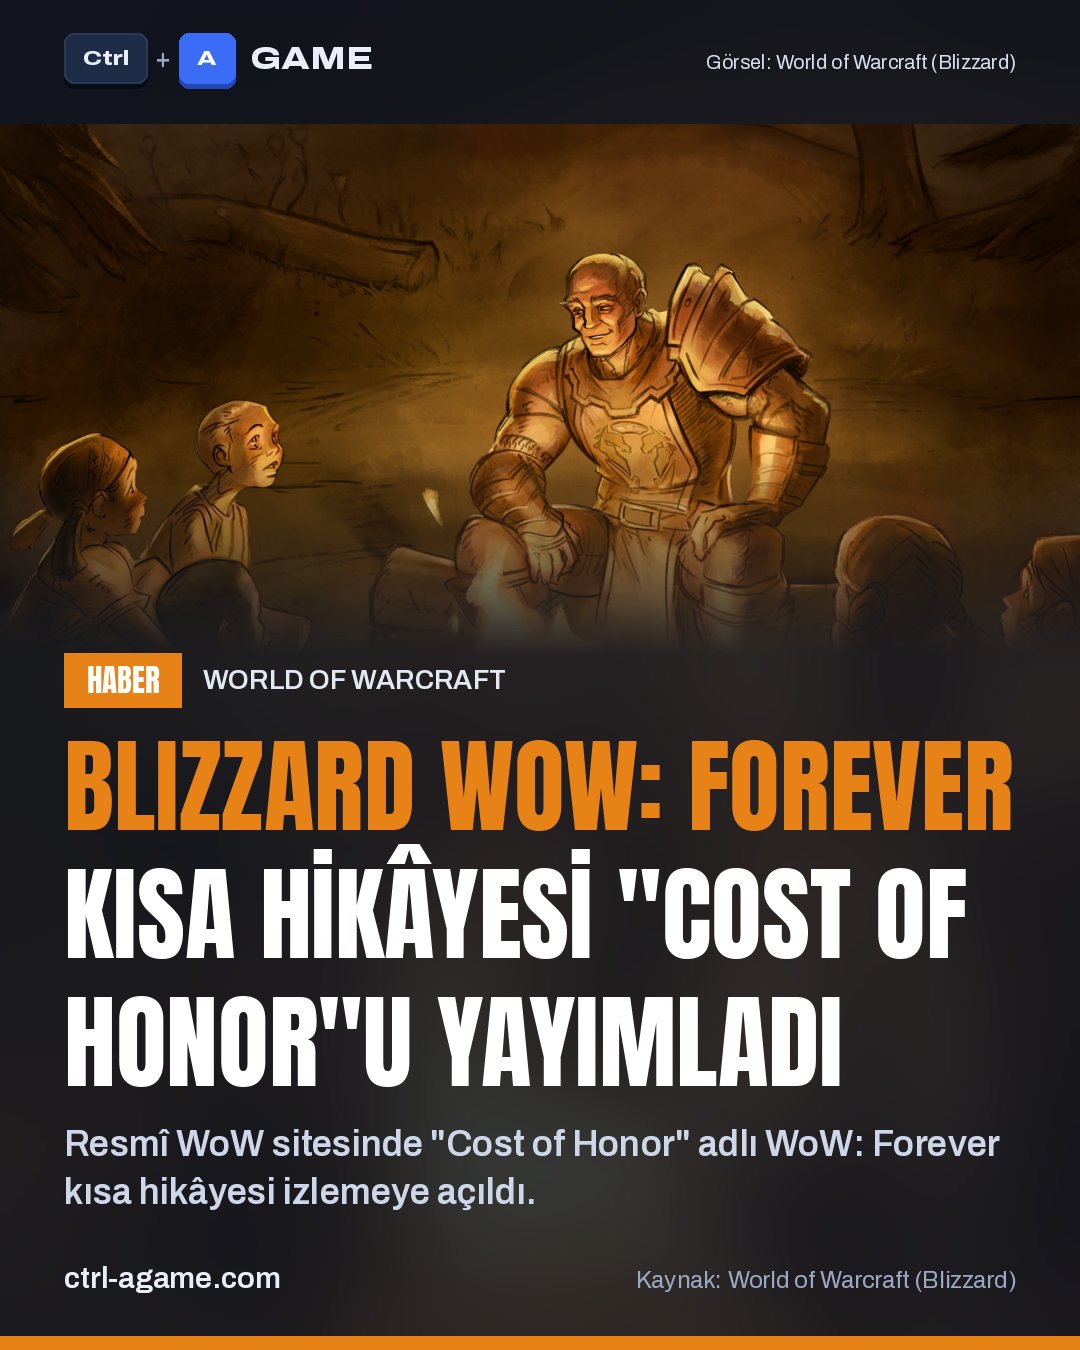 Ctrl + A GAME
Görsel: World of Warcraft (Blizzard)
HABER WORLD OF WARCRAFT
BLIZZARD WOW: FOREVER
KISA HİKÂYESİ "COST OF
HONOR"U YAYIMLADI
Resmî WoW sitesinde "Cost of Honor" adlı WoW: Forever
kısa hikâyesi izlemeye açıldı.
ctrl-agame.com
Kaynak: World of Warcraft (Blizzard)